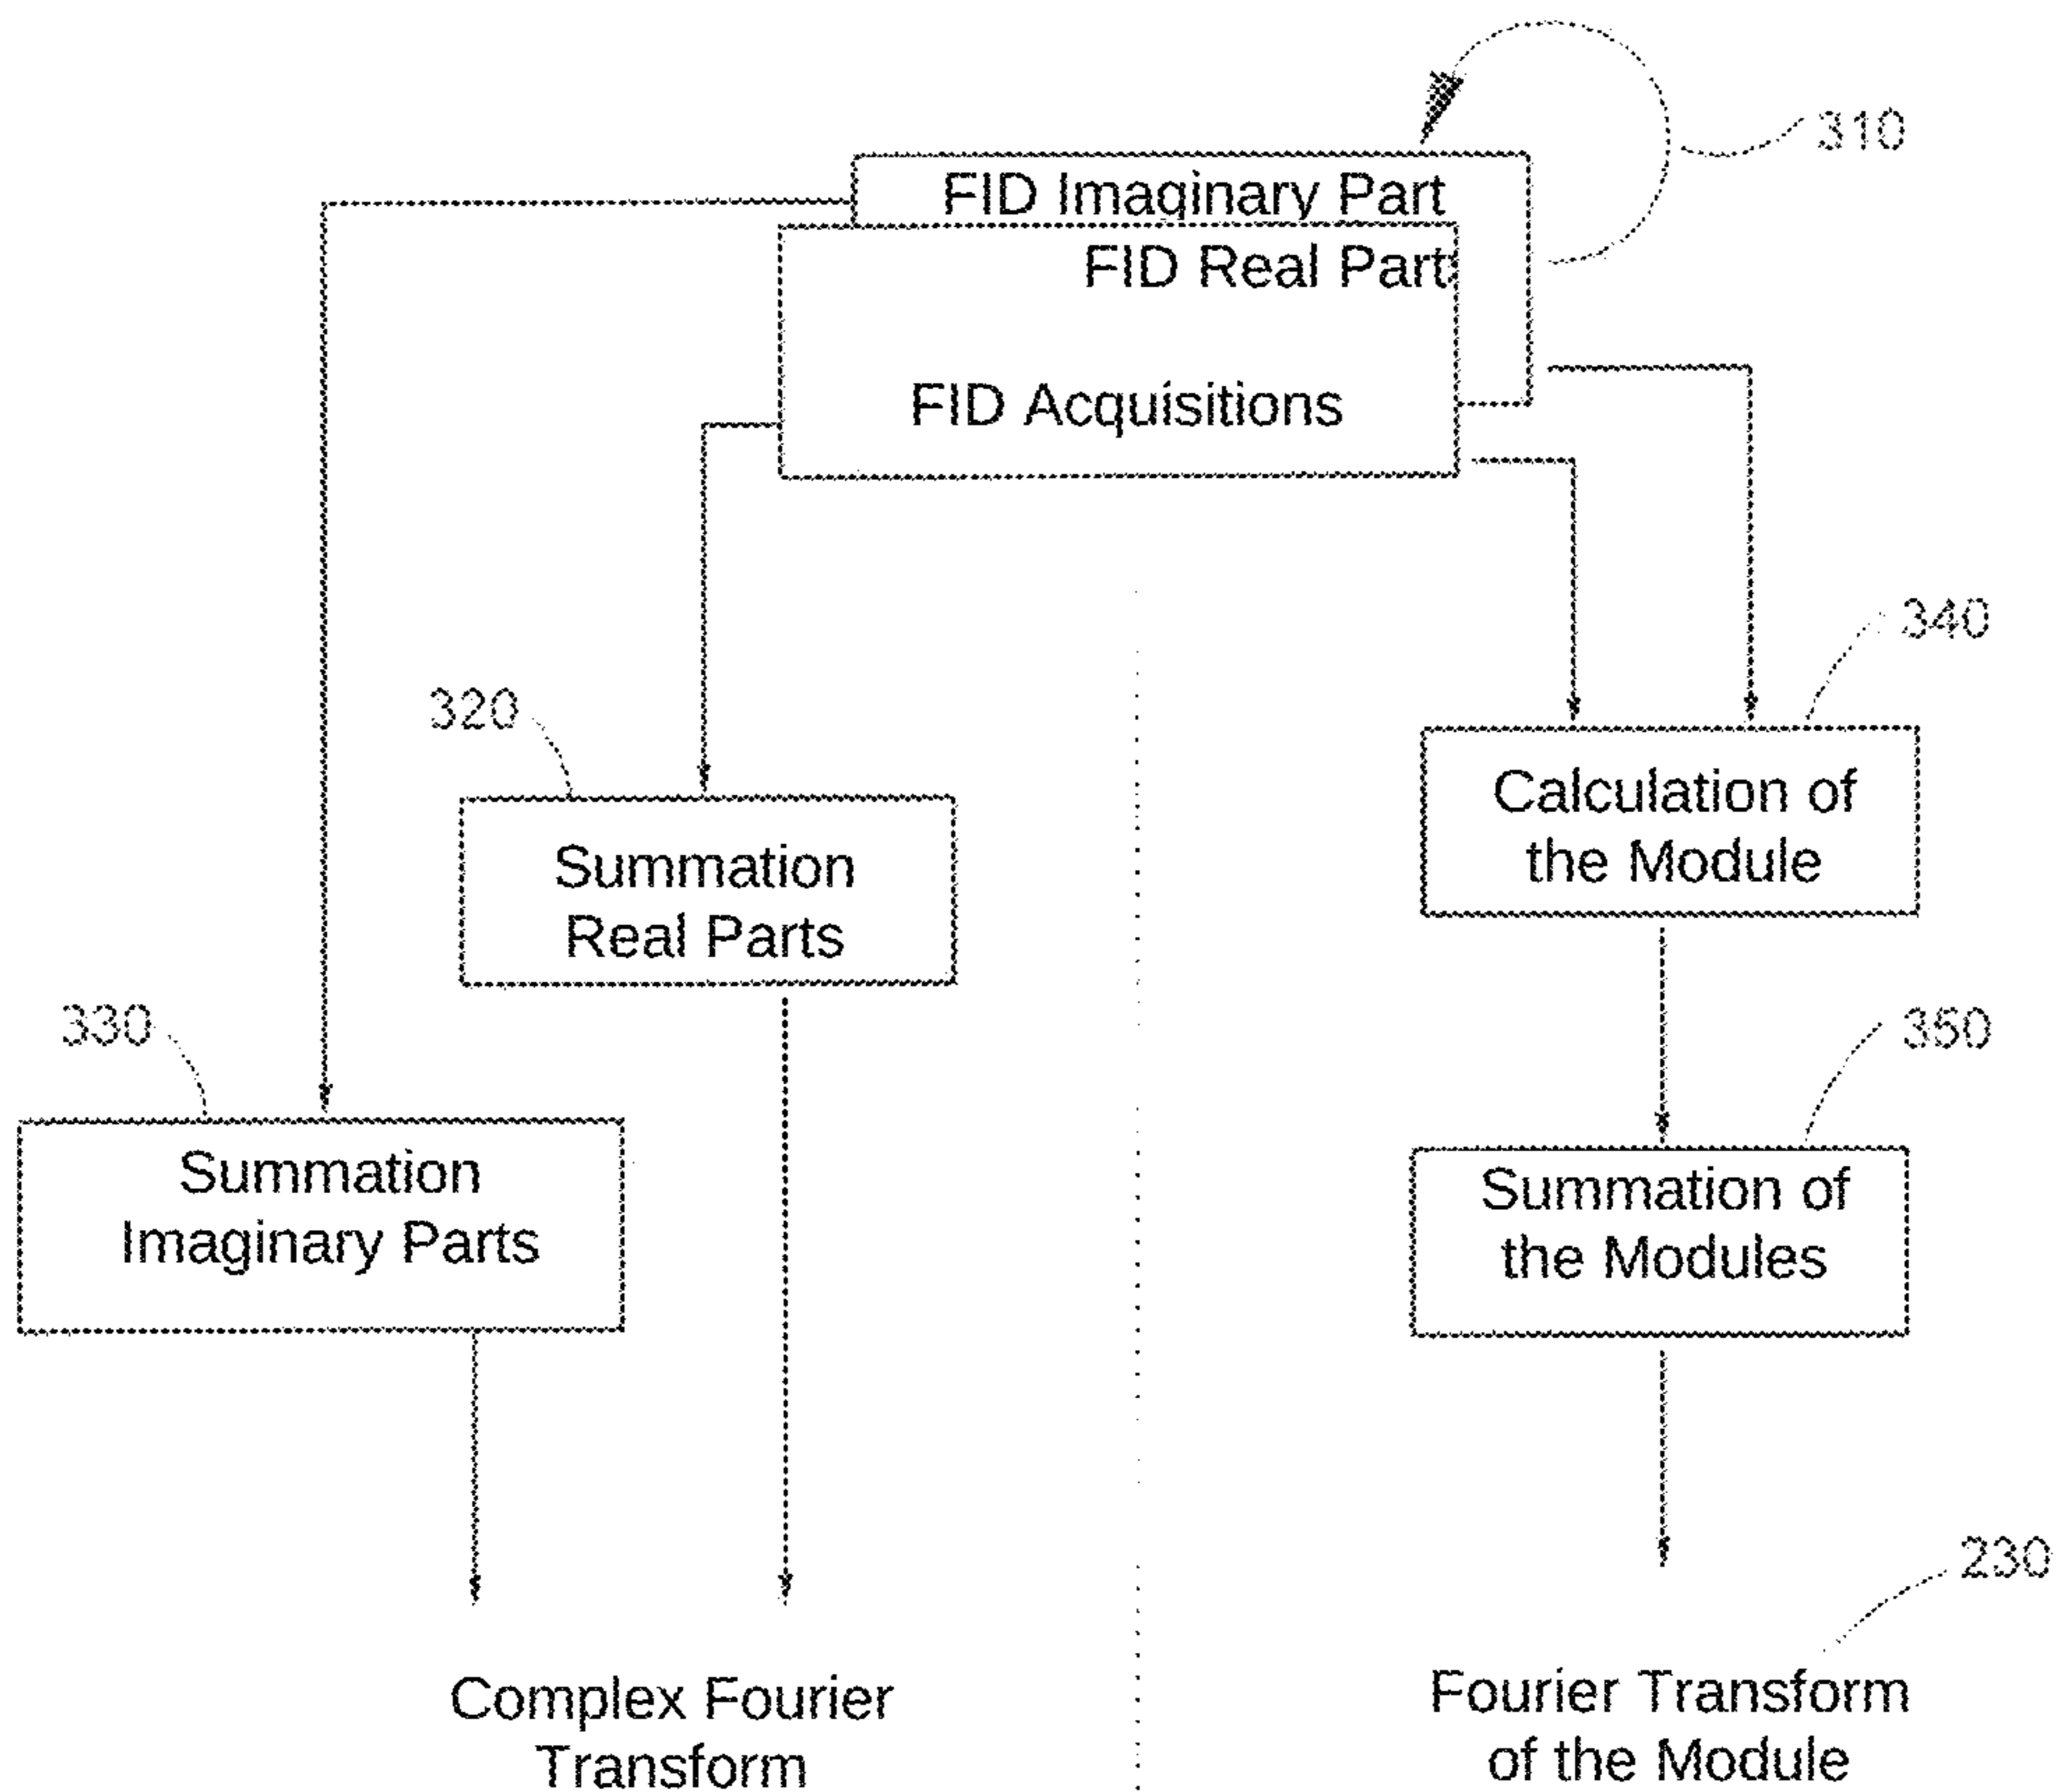 310
FID Imaginary Part
FID Real Part
FID Acquisitions
340
320
Calculation of
the Module
Summation
Real Parts
330
350
Summation
Imaginary Parts
Summation of
the Modules
230
Complex Fourier
Transform
Fourier Transform
of the Module